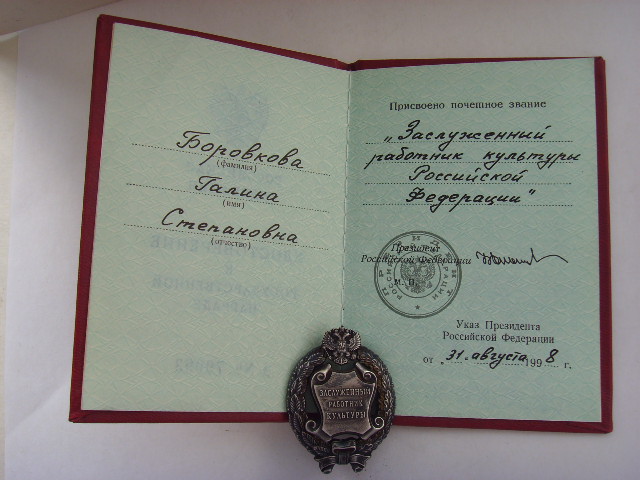 Боровкова
(фамилия)
Галина
(имя)
Степановна
(отчество)
Присвоено почетное звание
„Заслуженный
работник культуры
Российской
Федерации"
Президент
Российской Федерации
М. П.
Указ Президента
Российской Федерации
от 31 августа 1998 г.
ЗАСЛУЖЕННЫЙ
РАБОТНИК
КУЛЬТУРЫ